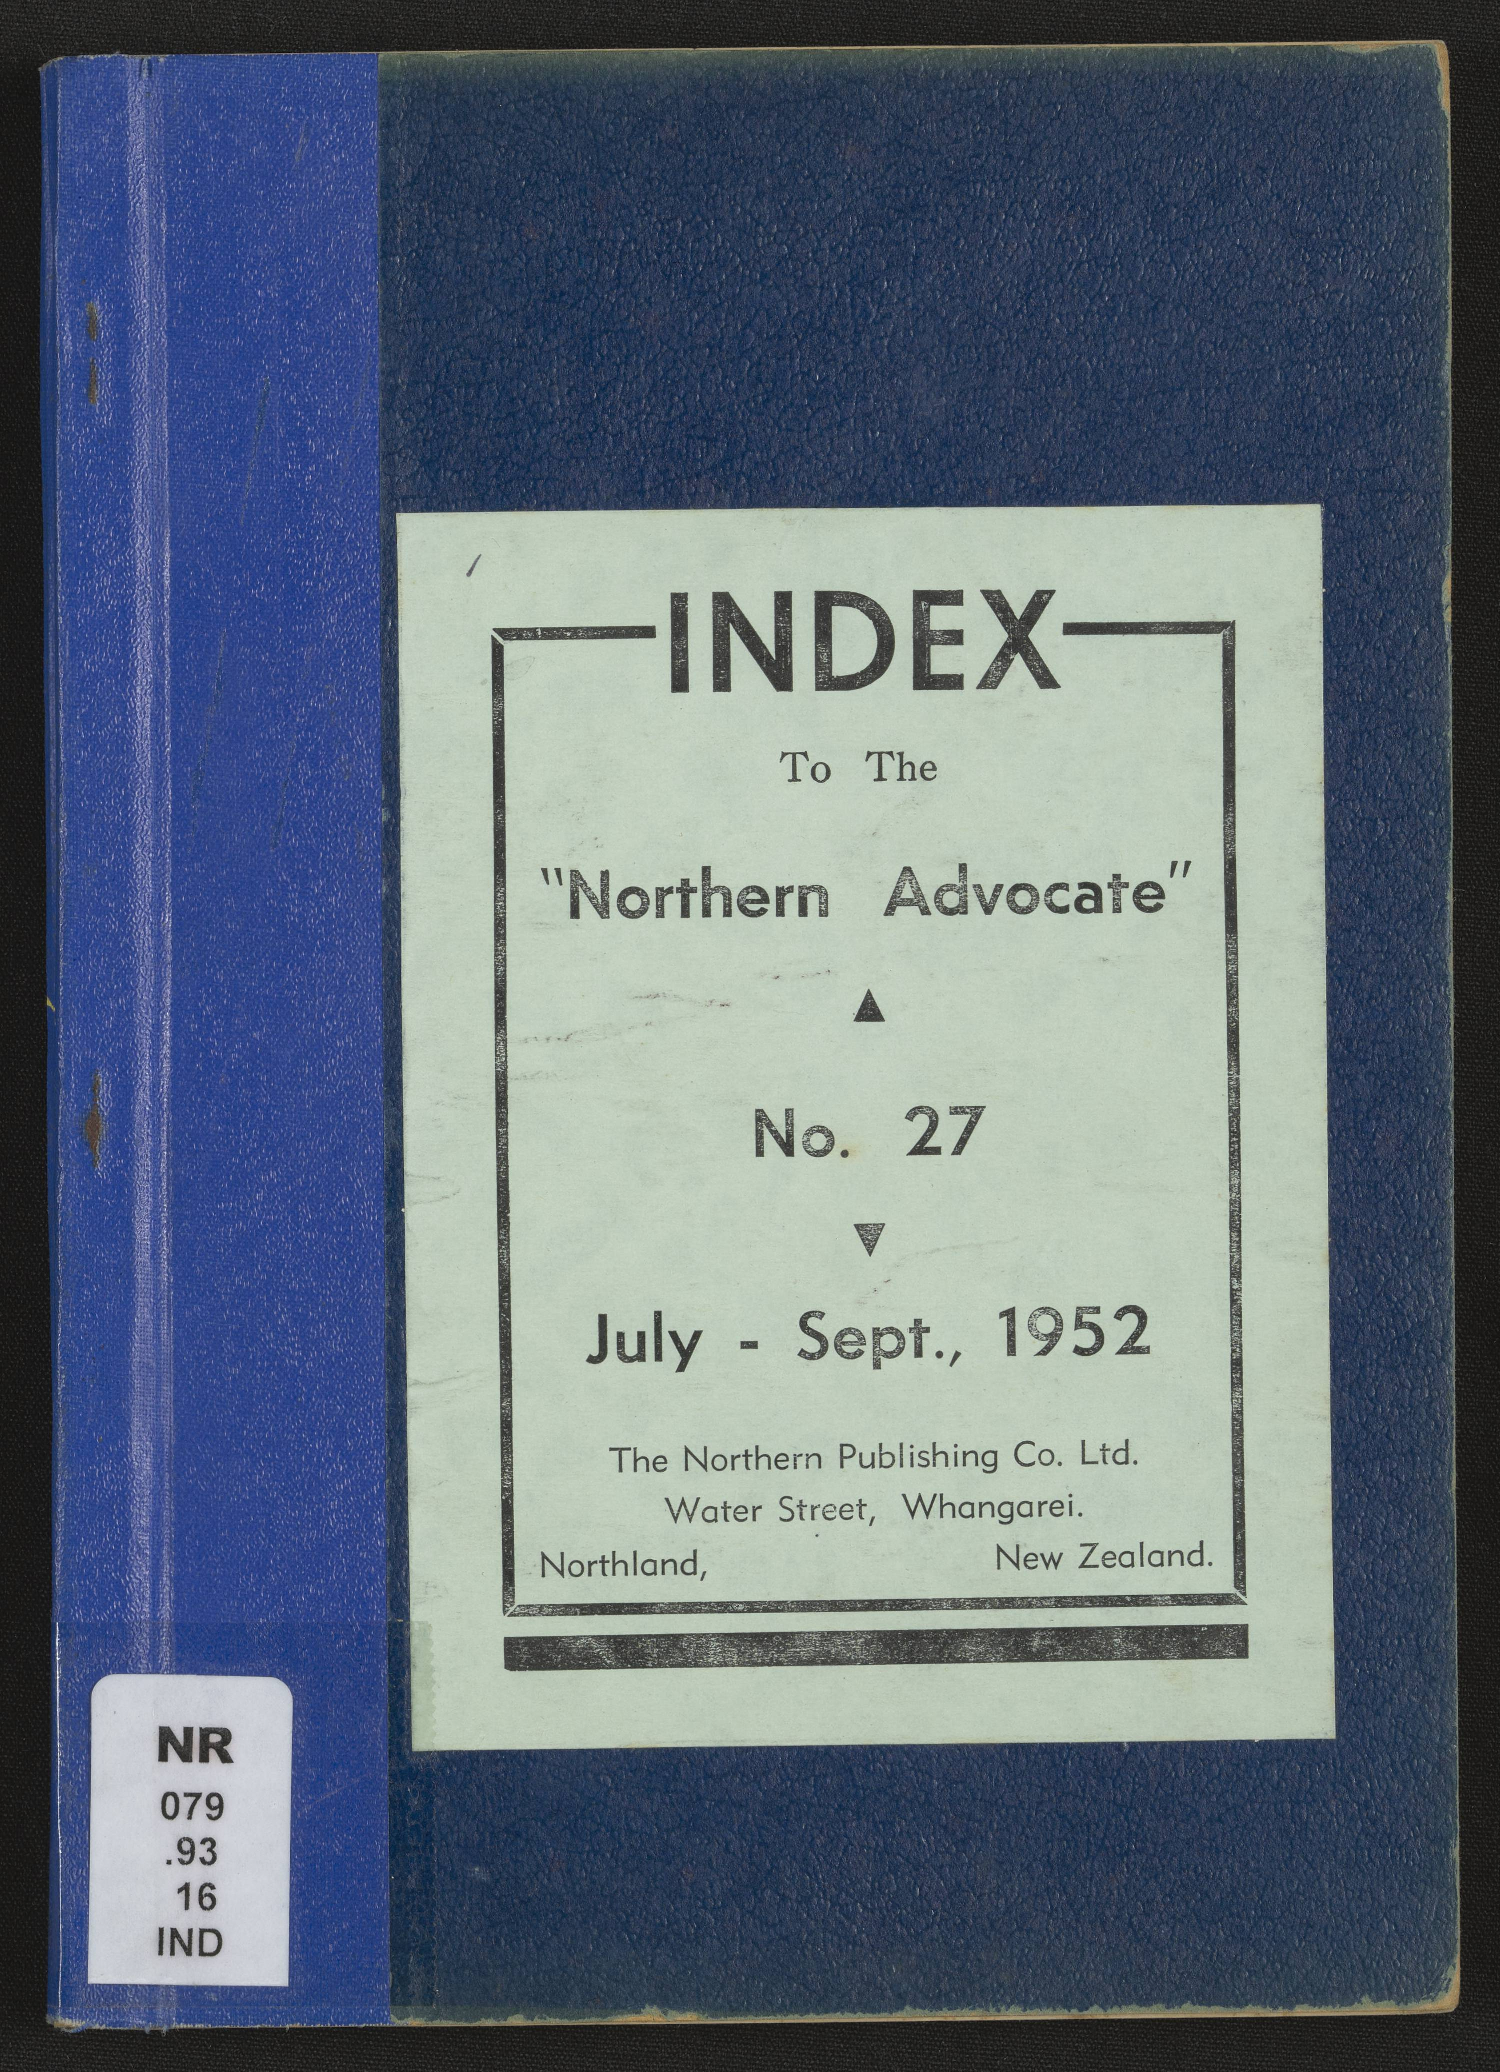 INDEX
To The
"Northern Advocate"
No. 27
July - Sept., 1952
The Northern Publishing Co. Ltd.
Water Street, Whangarei.
Northland, New Zealand.
NR
079
.93
16
IND